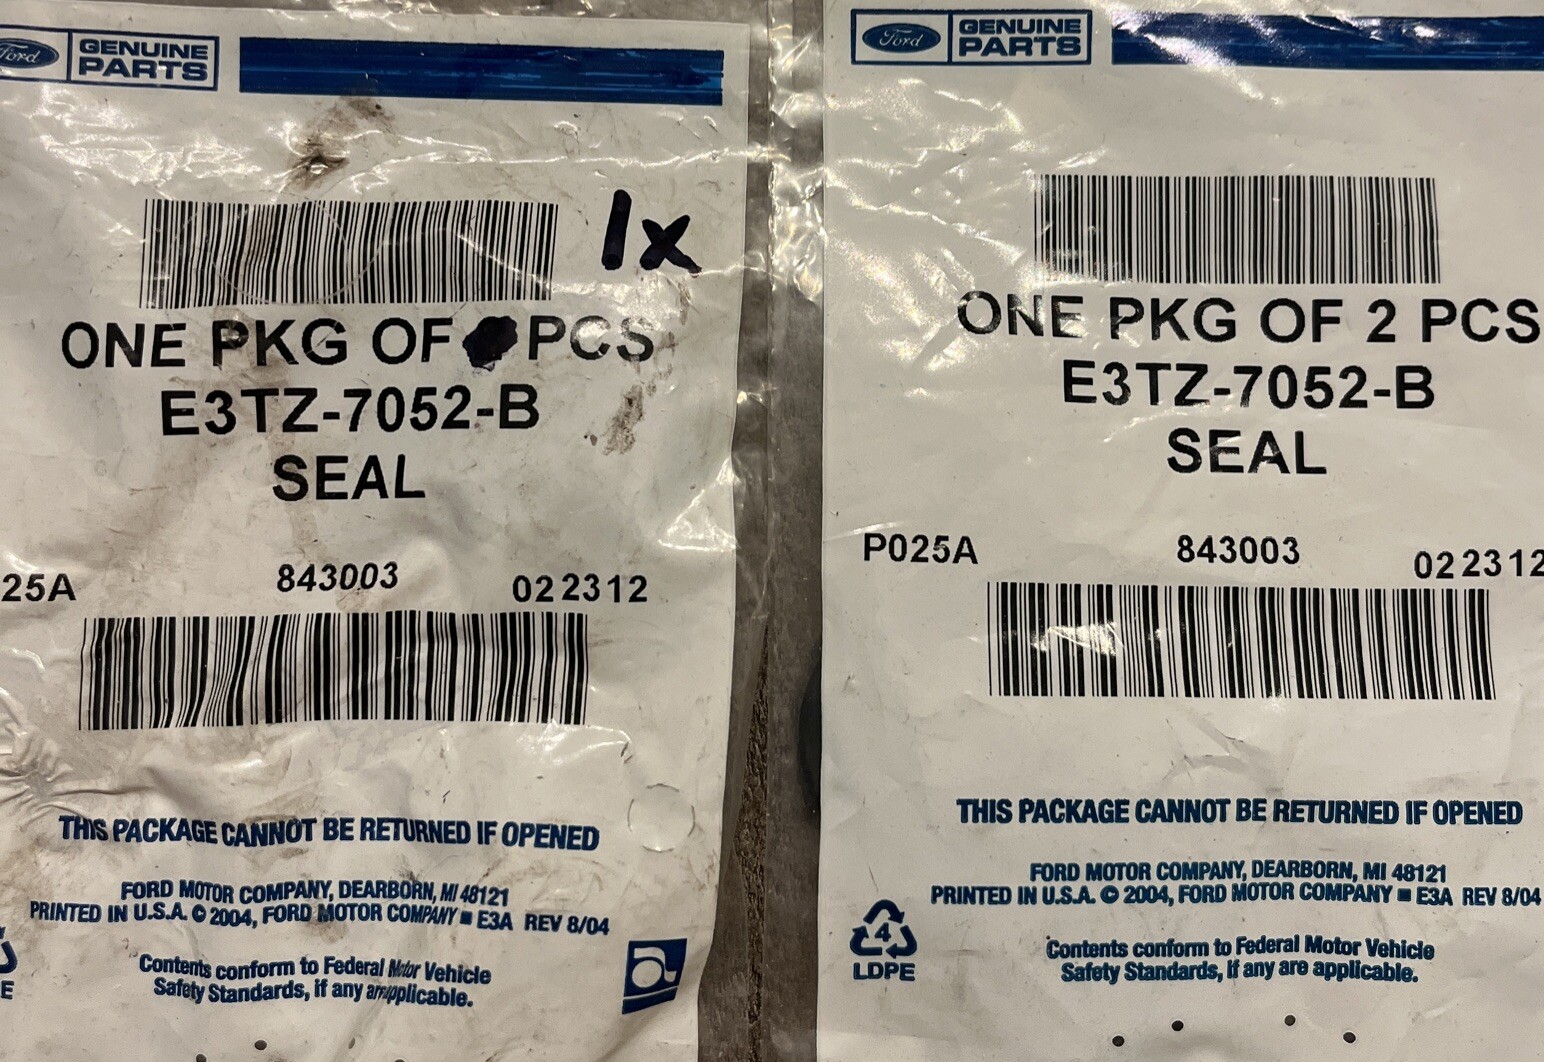 Ford GENUINE
PARTS
1x
ONE PKG OF PCS
E3TZ-7052-B
SEAL
25A 843003 022312
THIS PACKAGE CANNOT BE RETURNED IF OPENED
FORD MOTOR COMPANY, DEARBORN, MI 48121
PRINTED IN U.S.A. © 2004, FORD MOTOR COMPANY ■ E3A REV 8/04
E
Contents conform to Federal Motor Vehicle
Safety Standards, if any are applicable.
Ford GENUINE
PARTS
ONE PKG OF 2 PCS
E3TZ-7052-B
SEAL
P025A 843003 022312
THIS PACKAGE CANNOT BE RETURNED IF OPENED
FORD MOTOR COMPANY, DEARBORN, MI 48121
PRINTED IN U.S.A. © 2004, FORD MOTOR COMPANY ■ E3A REV 8/04
4
LDPE
Contents conform to Federal Motor Vehicle
Safety Standards, if any are applicable.